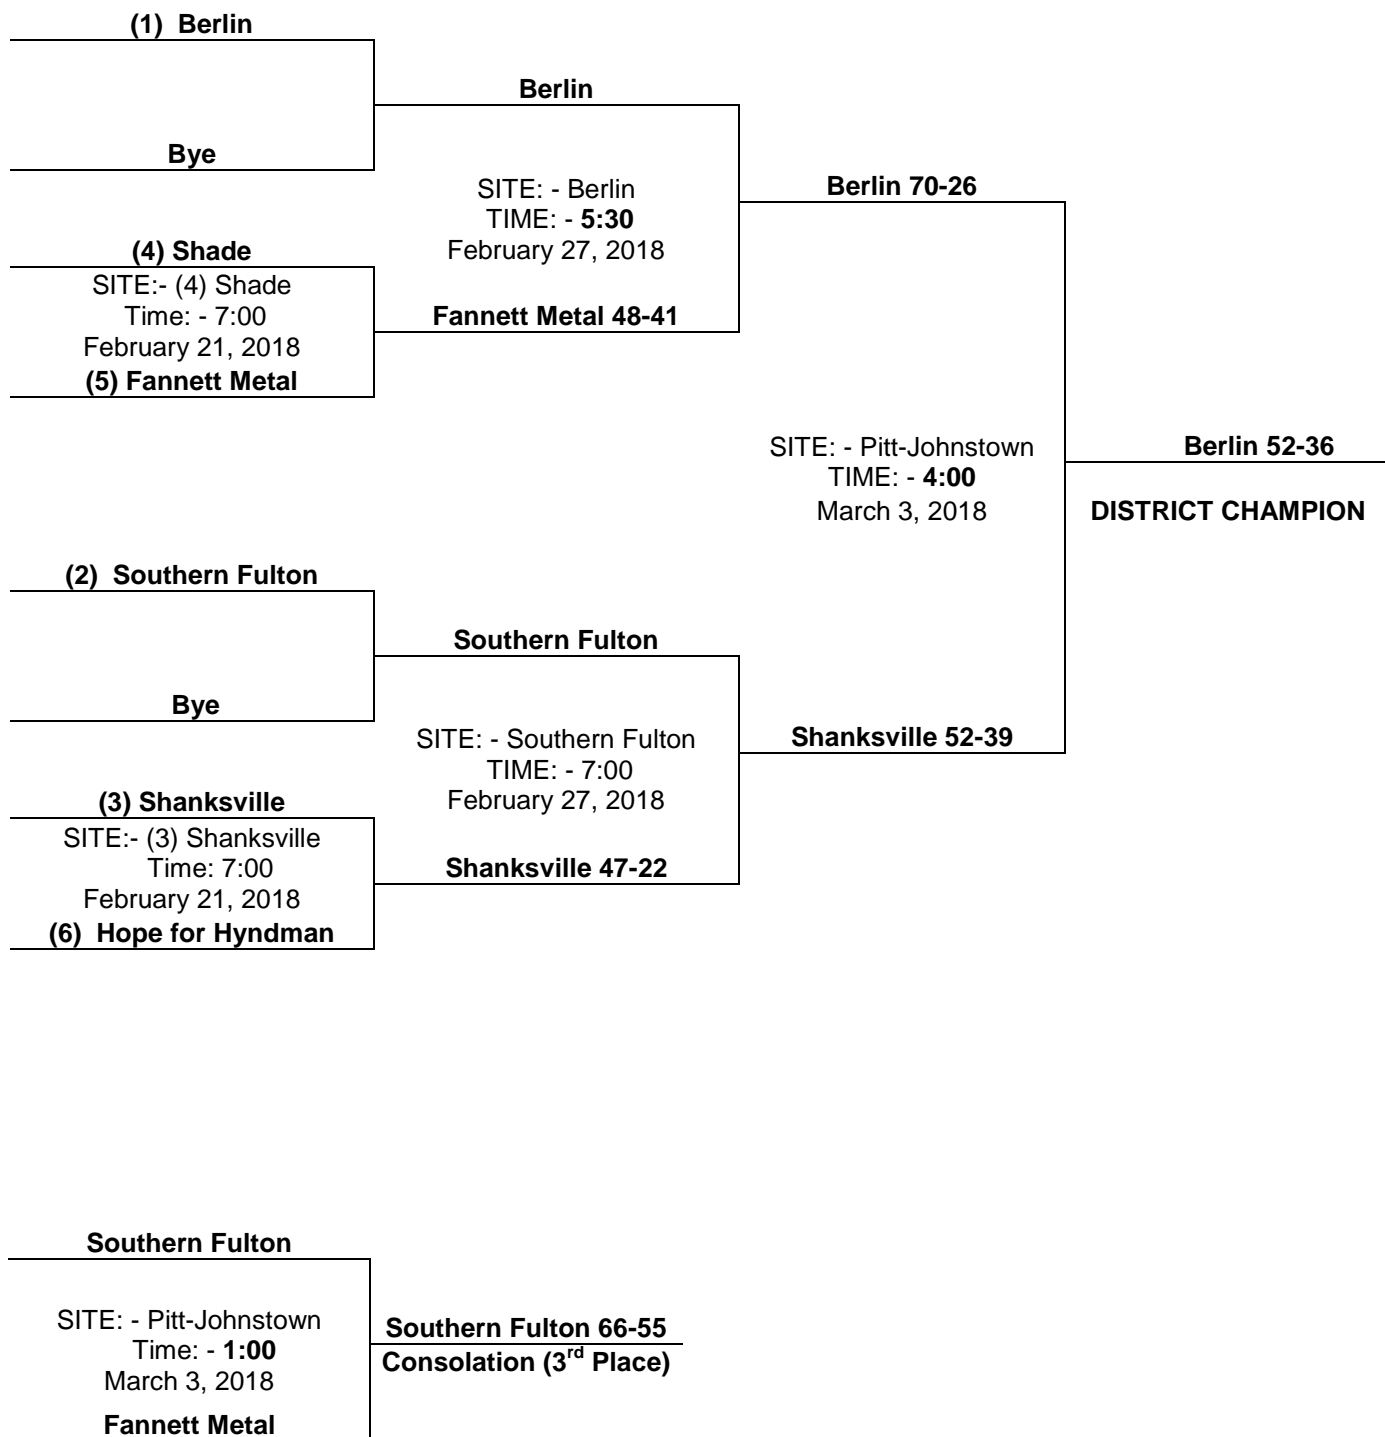 (1) Berlin
Berlin
Bye
SITE: - Berlin
TIME: - 5:30
February 27, 2018
Berlin 70-26
(4) Shade
SITE:- (4) Shade
Time: - 7:00
February 21, 2018
(5) Fannett Metal
Fannett Metal 48-41
SITE: - Pitt-Johnstown
TIME: - 4:00
March 3, 2018
Berlin 52-36
DISTRICT CHAMPION
(2) Southern Fulton
Southern Fulton
Bye
SITE: - Southern Fulton
TIME: - 7:00
February 27, 2018
Shanksville 52-39
(3) Shanksville
SITE:- (3) Shanksville
Time: 7:00
February 21, 2018
(6) Hope for Hyndman
Shanksville 47-22
Southern Fulton
SITE: - Pitt-Johnstown
Time: - 1:00
March 3, 2018
Fannett Metal
Southern Fulton 66-55
Consolation (3rd Place)